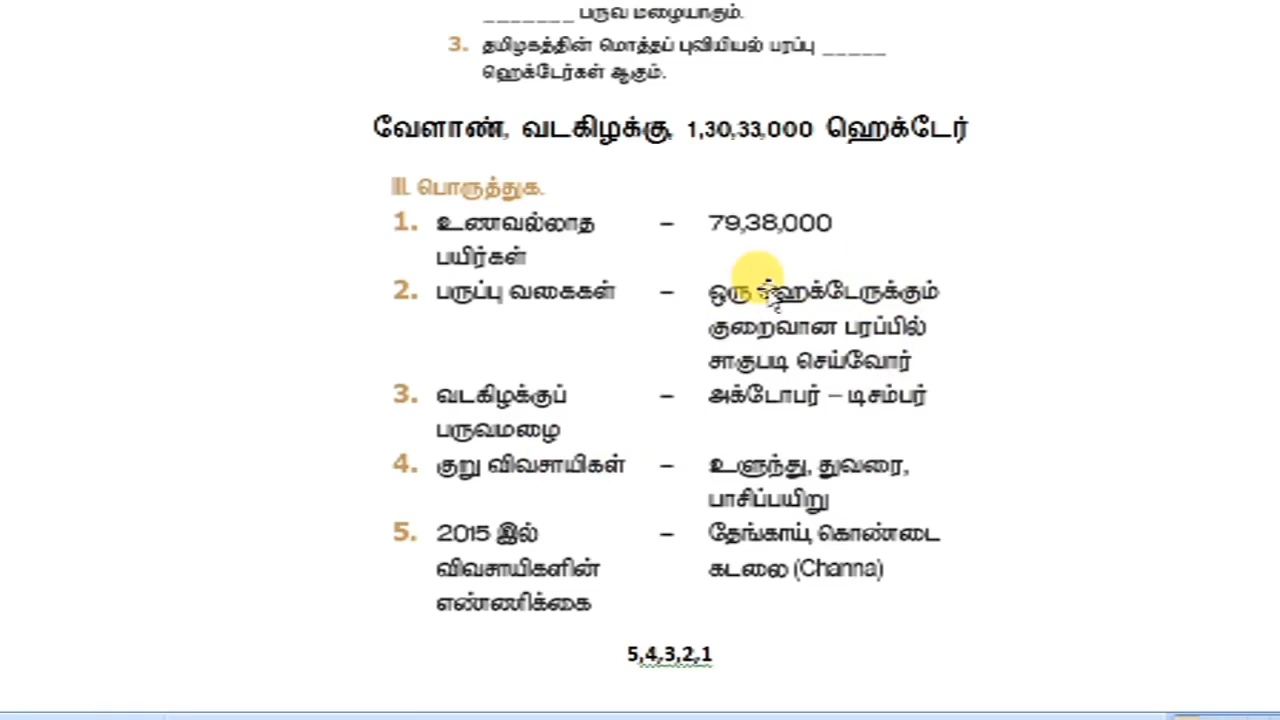 _______ பருவ மழையாகும்.
3. தமிழகத்தின் மொத்தப் புவியியல் பரப்பு _____
ஹெக்டேர்கள் ஆகும்.
வேளாண், வடகிழக்கு, 1,30,33,000 ஹெக்டேர்
III. பொருத்துக.
1. உணவல்லாத – 79,38,000
பயிர்கள்
2. பருப்பு வகைகள் – ஒரு ஹெக்டேருக்கும்
குறைவான பரப்பில்
சாகுபடி செய்வோர்
3. வடகிழக்குப் – அக்டோபர் – டிசம்பர்
பருவமழை
4. குறு விவசாயிகள் – உளுந்து, துவரை,
பாசிப்பயிறு
5. 2015 இல் – தேங்காய், கொண்டை
விவசாயிகளின் கடலை (Channa)
எண்ணிக்கை
5,4,3,2,1